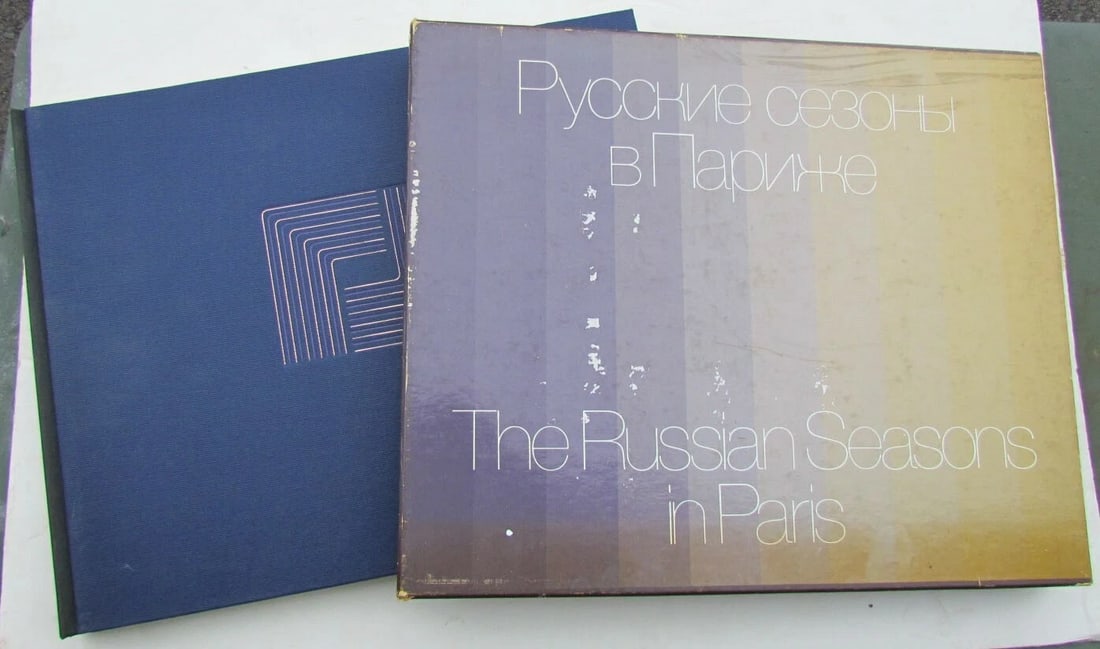 Русские сезоны
в Париже
The Russian Seasons
in Paris